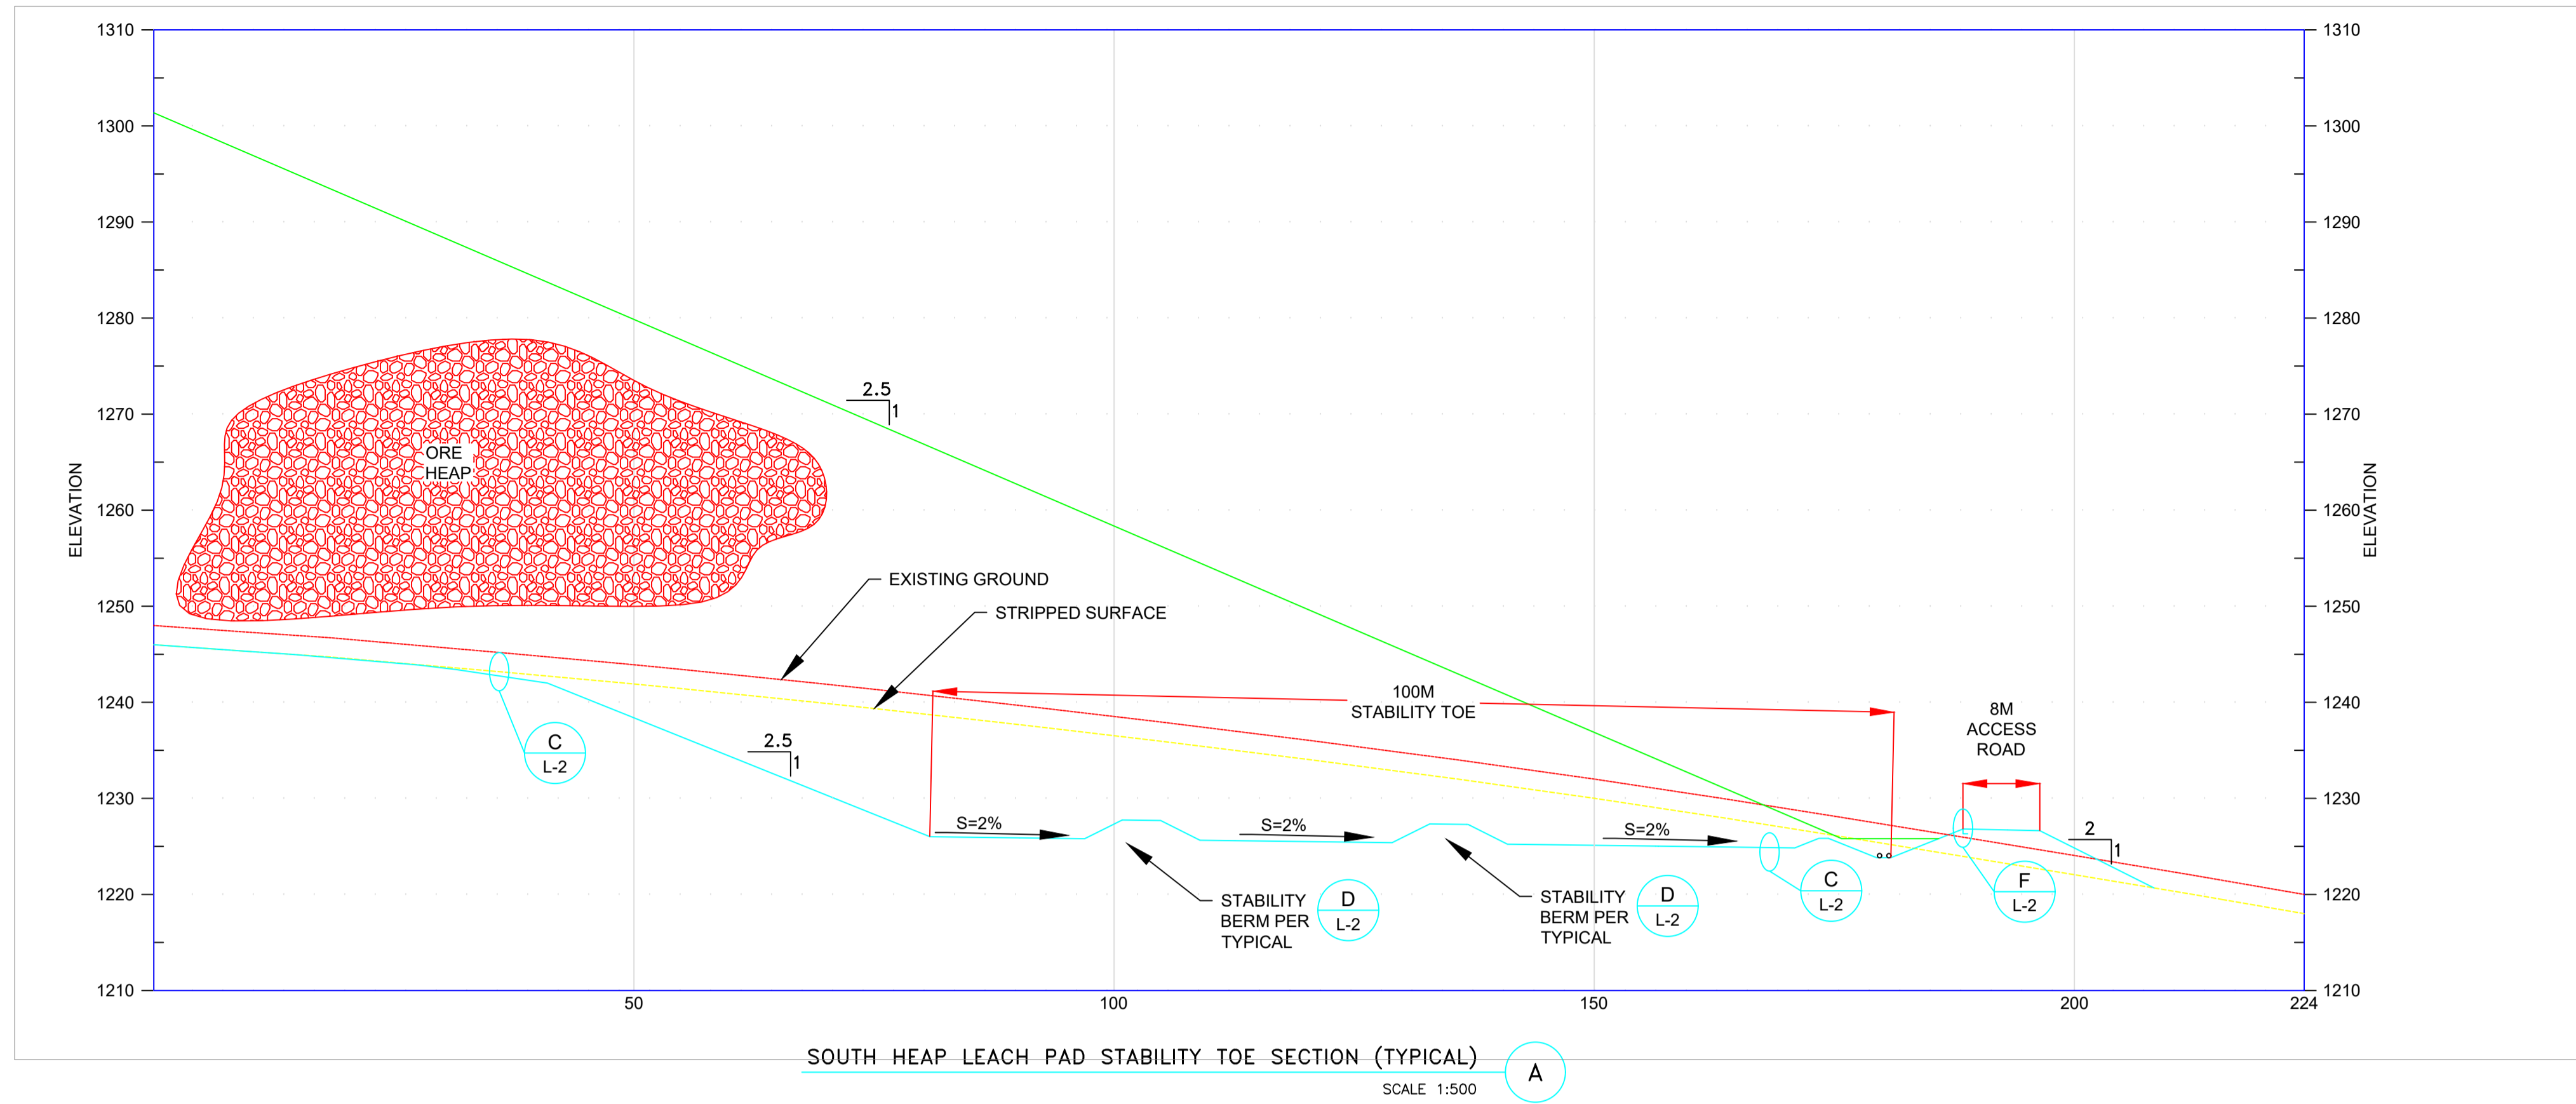 1310
1310
1300
1300
1290
1290
1280
1280
1270
1270
1260
1260
1250
1250
1240
1240
1230
1230
1220
1220
1210
1210
ELEVATION
ELEVATION
50
100
150
200
224
2.5
1
ORE
HEAP
EXISTING GROUND
STRIPPED SURFACE
100M
STABILITY TOE
8M
ACCESS
ROAD
C
L-2
2.5
1
S=2%
S=2%
S=2%
2
1
STABILITY
BERM PER
TYPICAL
D
L-2
STABILITY
BERM PER
TYPICAL
D
L-2
C
L-2
F
L-2
SOUTH HEAP LEACH PAD STABILITY TOE SECTION (TYPICAL)
A
SCALE 1:500